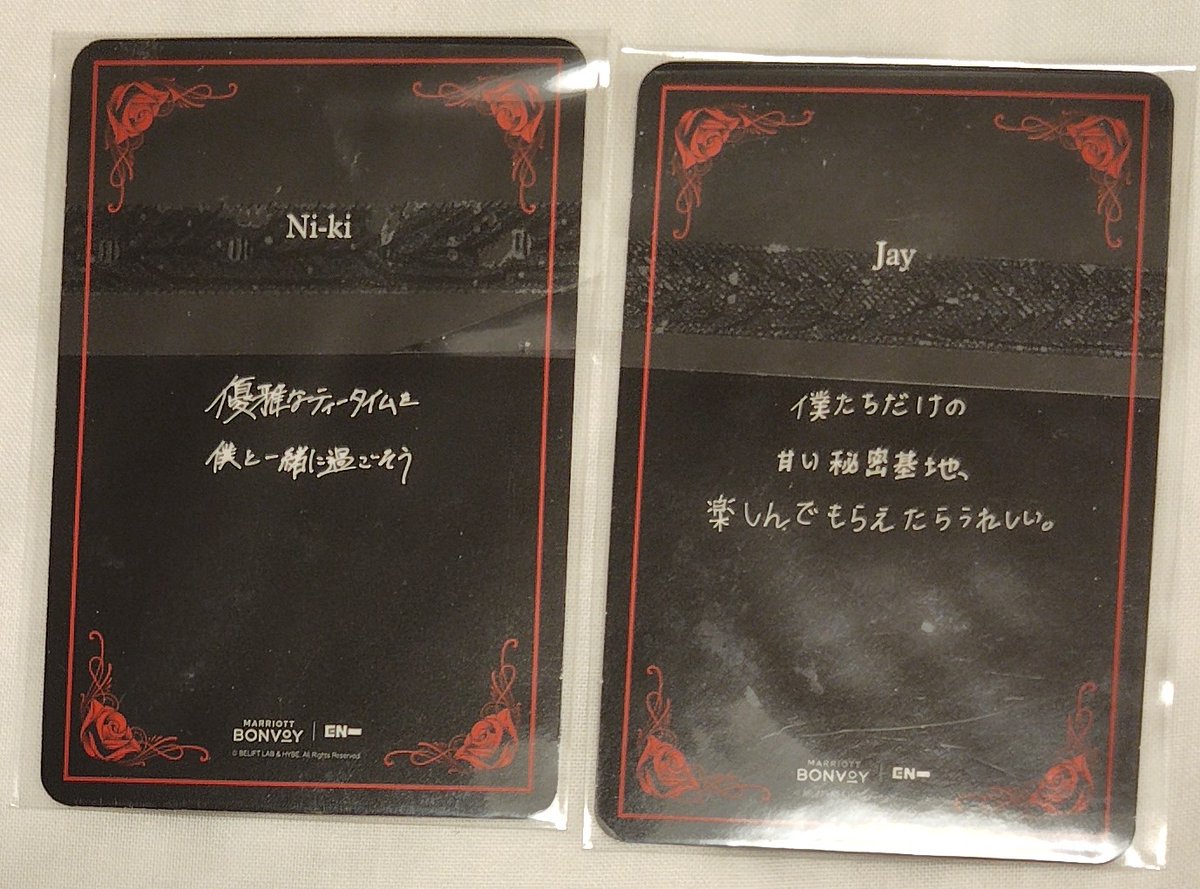 Ni-ki
優雅なティータイムを
僕と一緒に過ごそう
MARRIOTT
BONVOY | EN-
© BELIFT LAB & HYBE. All Rights Reserved.
Jay
僕たちだけの
甘い秘密基地、
楽しんでもらえたらうれしい。
MARRIOTT
BONVOY | EN-